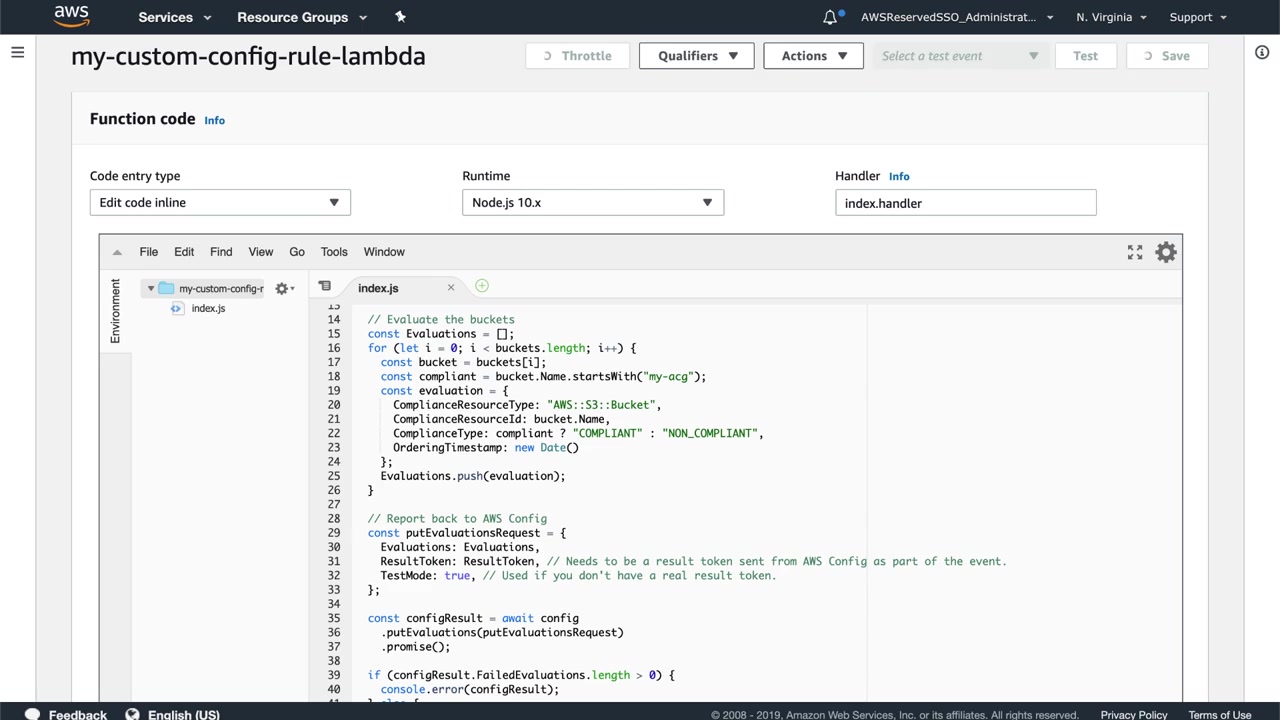 aws
Services
Resource Groups
AWSReservedSSO_Administrat...
N. Virginia
Support
my-custom-config-rule-lambda
Throttle
Qualifiers
Actions
Select a test event
Test
Save
Function code Info
Code entry type
Edit code inline
Runtime
Node.js 10.x
Handler Info
index.handler
File Edit Find View Go Tools Window
Environment
my-custom-config-r
index.js
index.js
13
14 // Evaluate the buckets
15 const Evaluations = [];
16 for (let i = 0; i < buckets.length; i++) {
17 const bucket = buckets[i];
18 const compliant = bucket.Name.startsWith("my-acg");
19 const evaluation = {
20 ComplianceResourceType: "AWS::S3::Bucket",
21 ComplianceResourceId: bucket.Name,
22 ComplianceType: compliant ? "COMPLIANT" : "NON_COMPLIANT",
23 OrderingTimestamp: new Date()
24 };
25 Evaluations.push(evaluation);
26 }
27
28 // Report back to AWS Config
29 const putEvaluationsRequest = {
30 Evaluations: Evaluations,
31 ResultToken: ResultToken, // Needs to be a result token sent from AWS Config as part of the event.
32 TestMode: true, // Used if you don't have a real result token.
33 };
34
35 const configResult = await config
36 .putEvaluations(putEvaluationsRequest)
37 .promise();
38
39 if (configResult.FailedEvaluations.length > 0) {
40 console.error(configResult);
41 } else {
Feedback
English (US)
© 2008 - 2019, Amazon Web Services, Inc. or its affiliates. All rights reserved.
Privacy Policy
Terms of Use